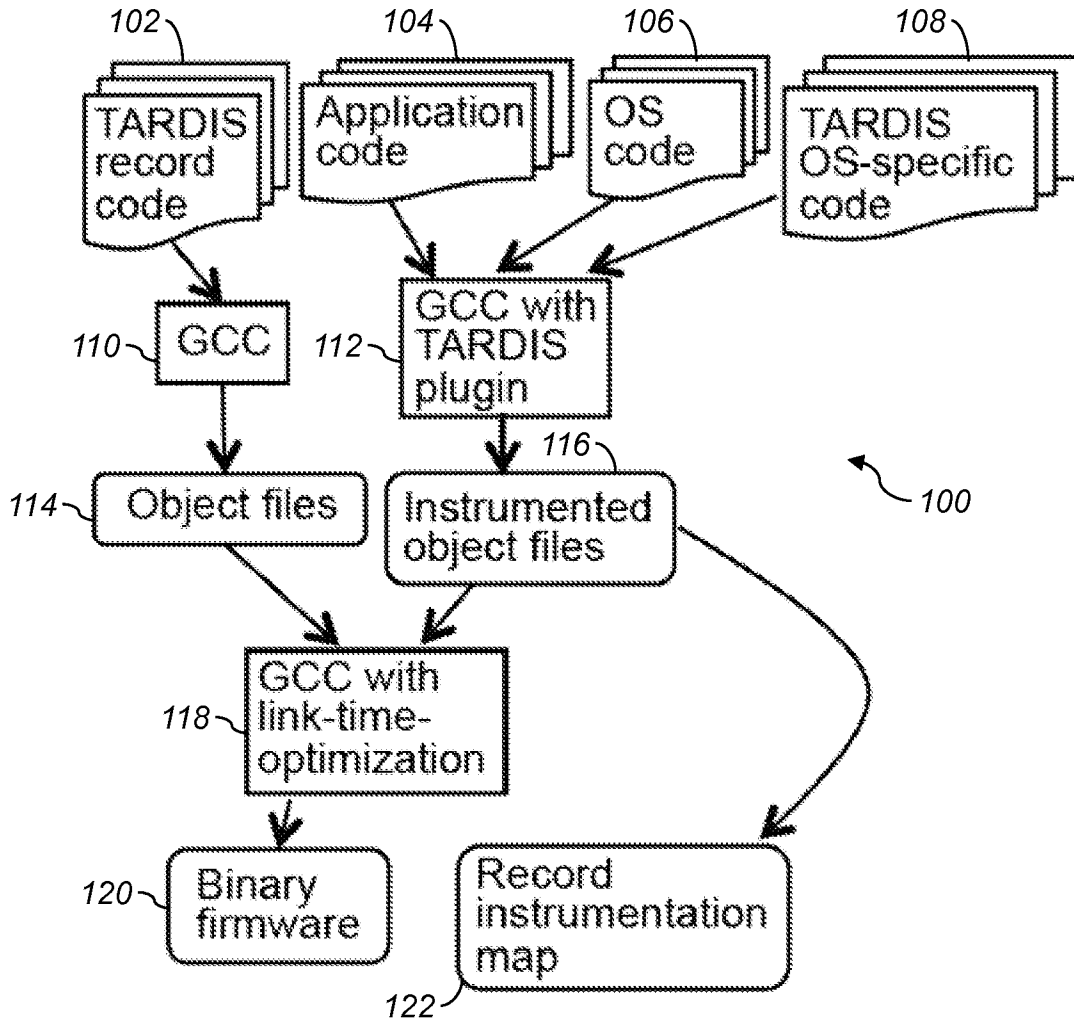 102
104
106
108
TARDIS
record
code
Application
code
OS
code
TARDIS
OS-specific
code
110
GCC
112
GCC with
TARDIS
plugin
116
114
Object files
Instrumented
object files
100
118
GCC with
link-time-
optimization
120
Binary
firmware
Record
instrumentation
map
122